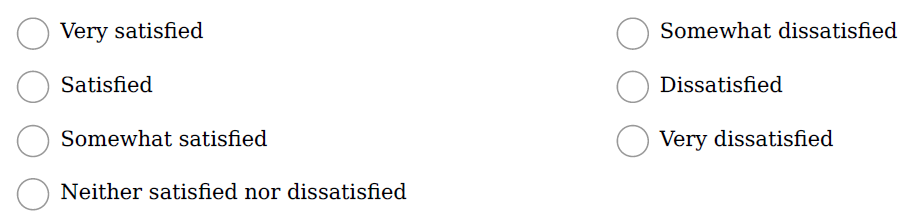 Very satisfied
Satisfied
Somewhat satisfied
Neither satisfied nor dissatisfied
Somewhat dissatisfied
Dissatisfied
Very dissatisfied